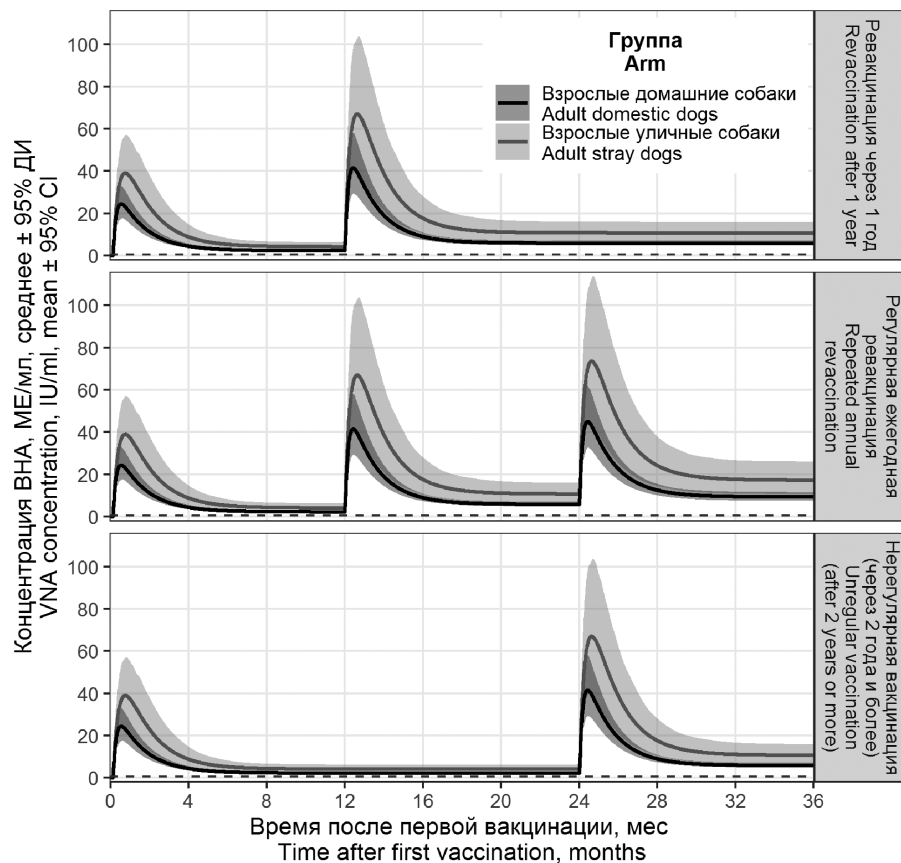 Концентрация ВНА, МЕ/мл, среднее ± 95% ДИ
VNA concentration, IU/ml, mean ± 95% CI
100
80
60
40
20
0
Группа
Arm
Взрослые домашние собаки
Adult domestic dogs
Взрослые уличные собаки
Adult stray dogs
Ревакцинация через 1 год
Revaccination after 1 year
100
80
60
40
20
0
Регулярная ежегодная
ревакцинация
Repeated annual
revaccination
100
80
60
40
20
0
Нерегулярная вакцинация
(через 2 года и более)
Unregular vaccination
(after 2 years or more)
0 4 8 12 16 20 24 28 32 36
Время после первой вакцинации, мес
Time after first vaccination, months